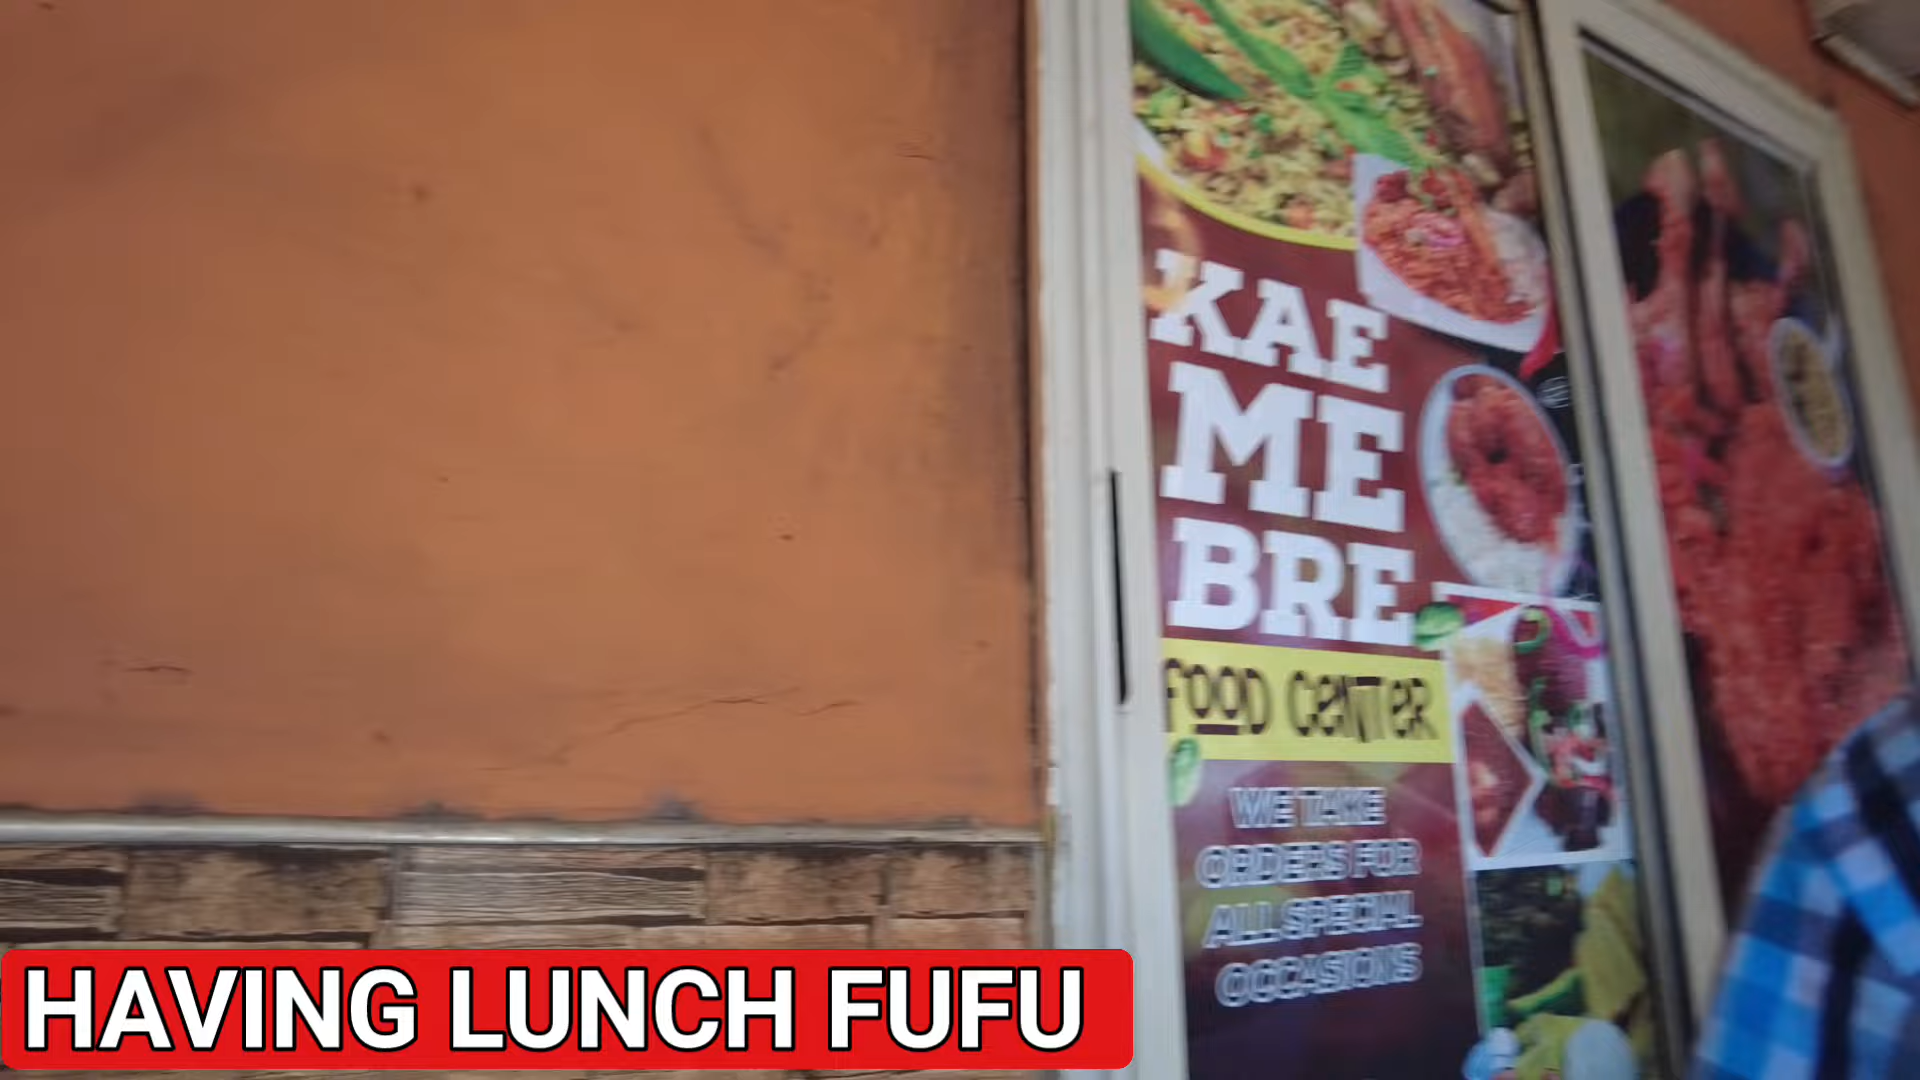 KAE
ME
BRE
FOOD CENTER
WE TAKE
ORDERS FOR
ALL SPECIAL
OCCASIONS
HAVING LUNCH FUFU